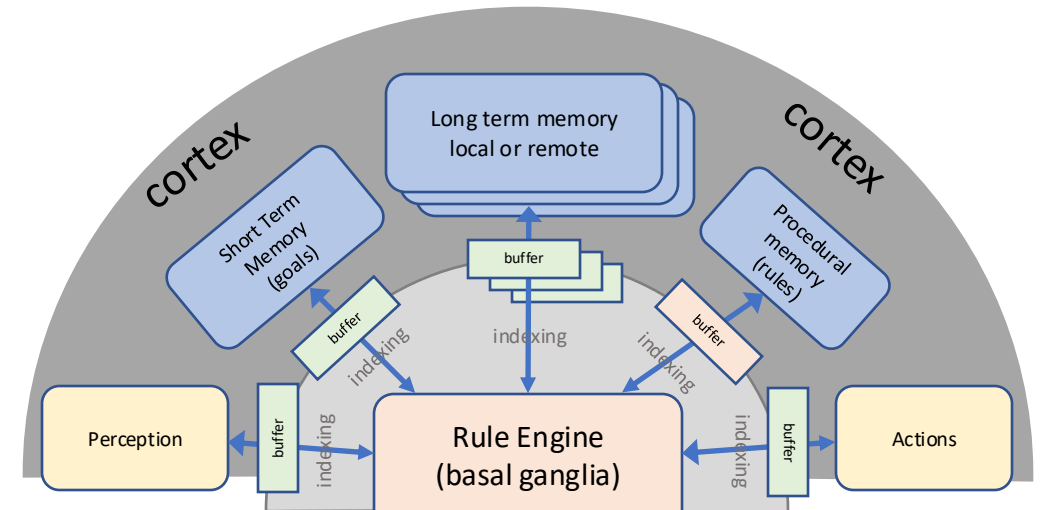 cortex
cortex
Long term memory
local or remote
Short Term
Memory
(goals)
Procedural
memory
(rules)
buffer
buffer
buffer
indexing
indexing
indexing
Perception
buffer
indexing
Rule Engine
(basal ganglia)
indexing
buffer
Actions